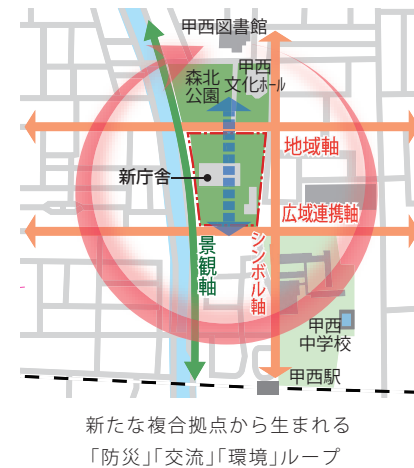 甲西図書館
森北
公園
甲西
文化ホール
地域軸
新庁舎
広域連携軸
景観軸
シンボル軸
甲西
中学校
甲西駅
新たな複合拠点から生まれる
「防災」「交流」「環境」ループ